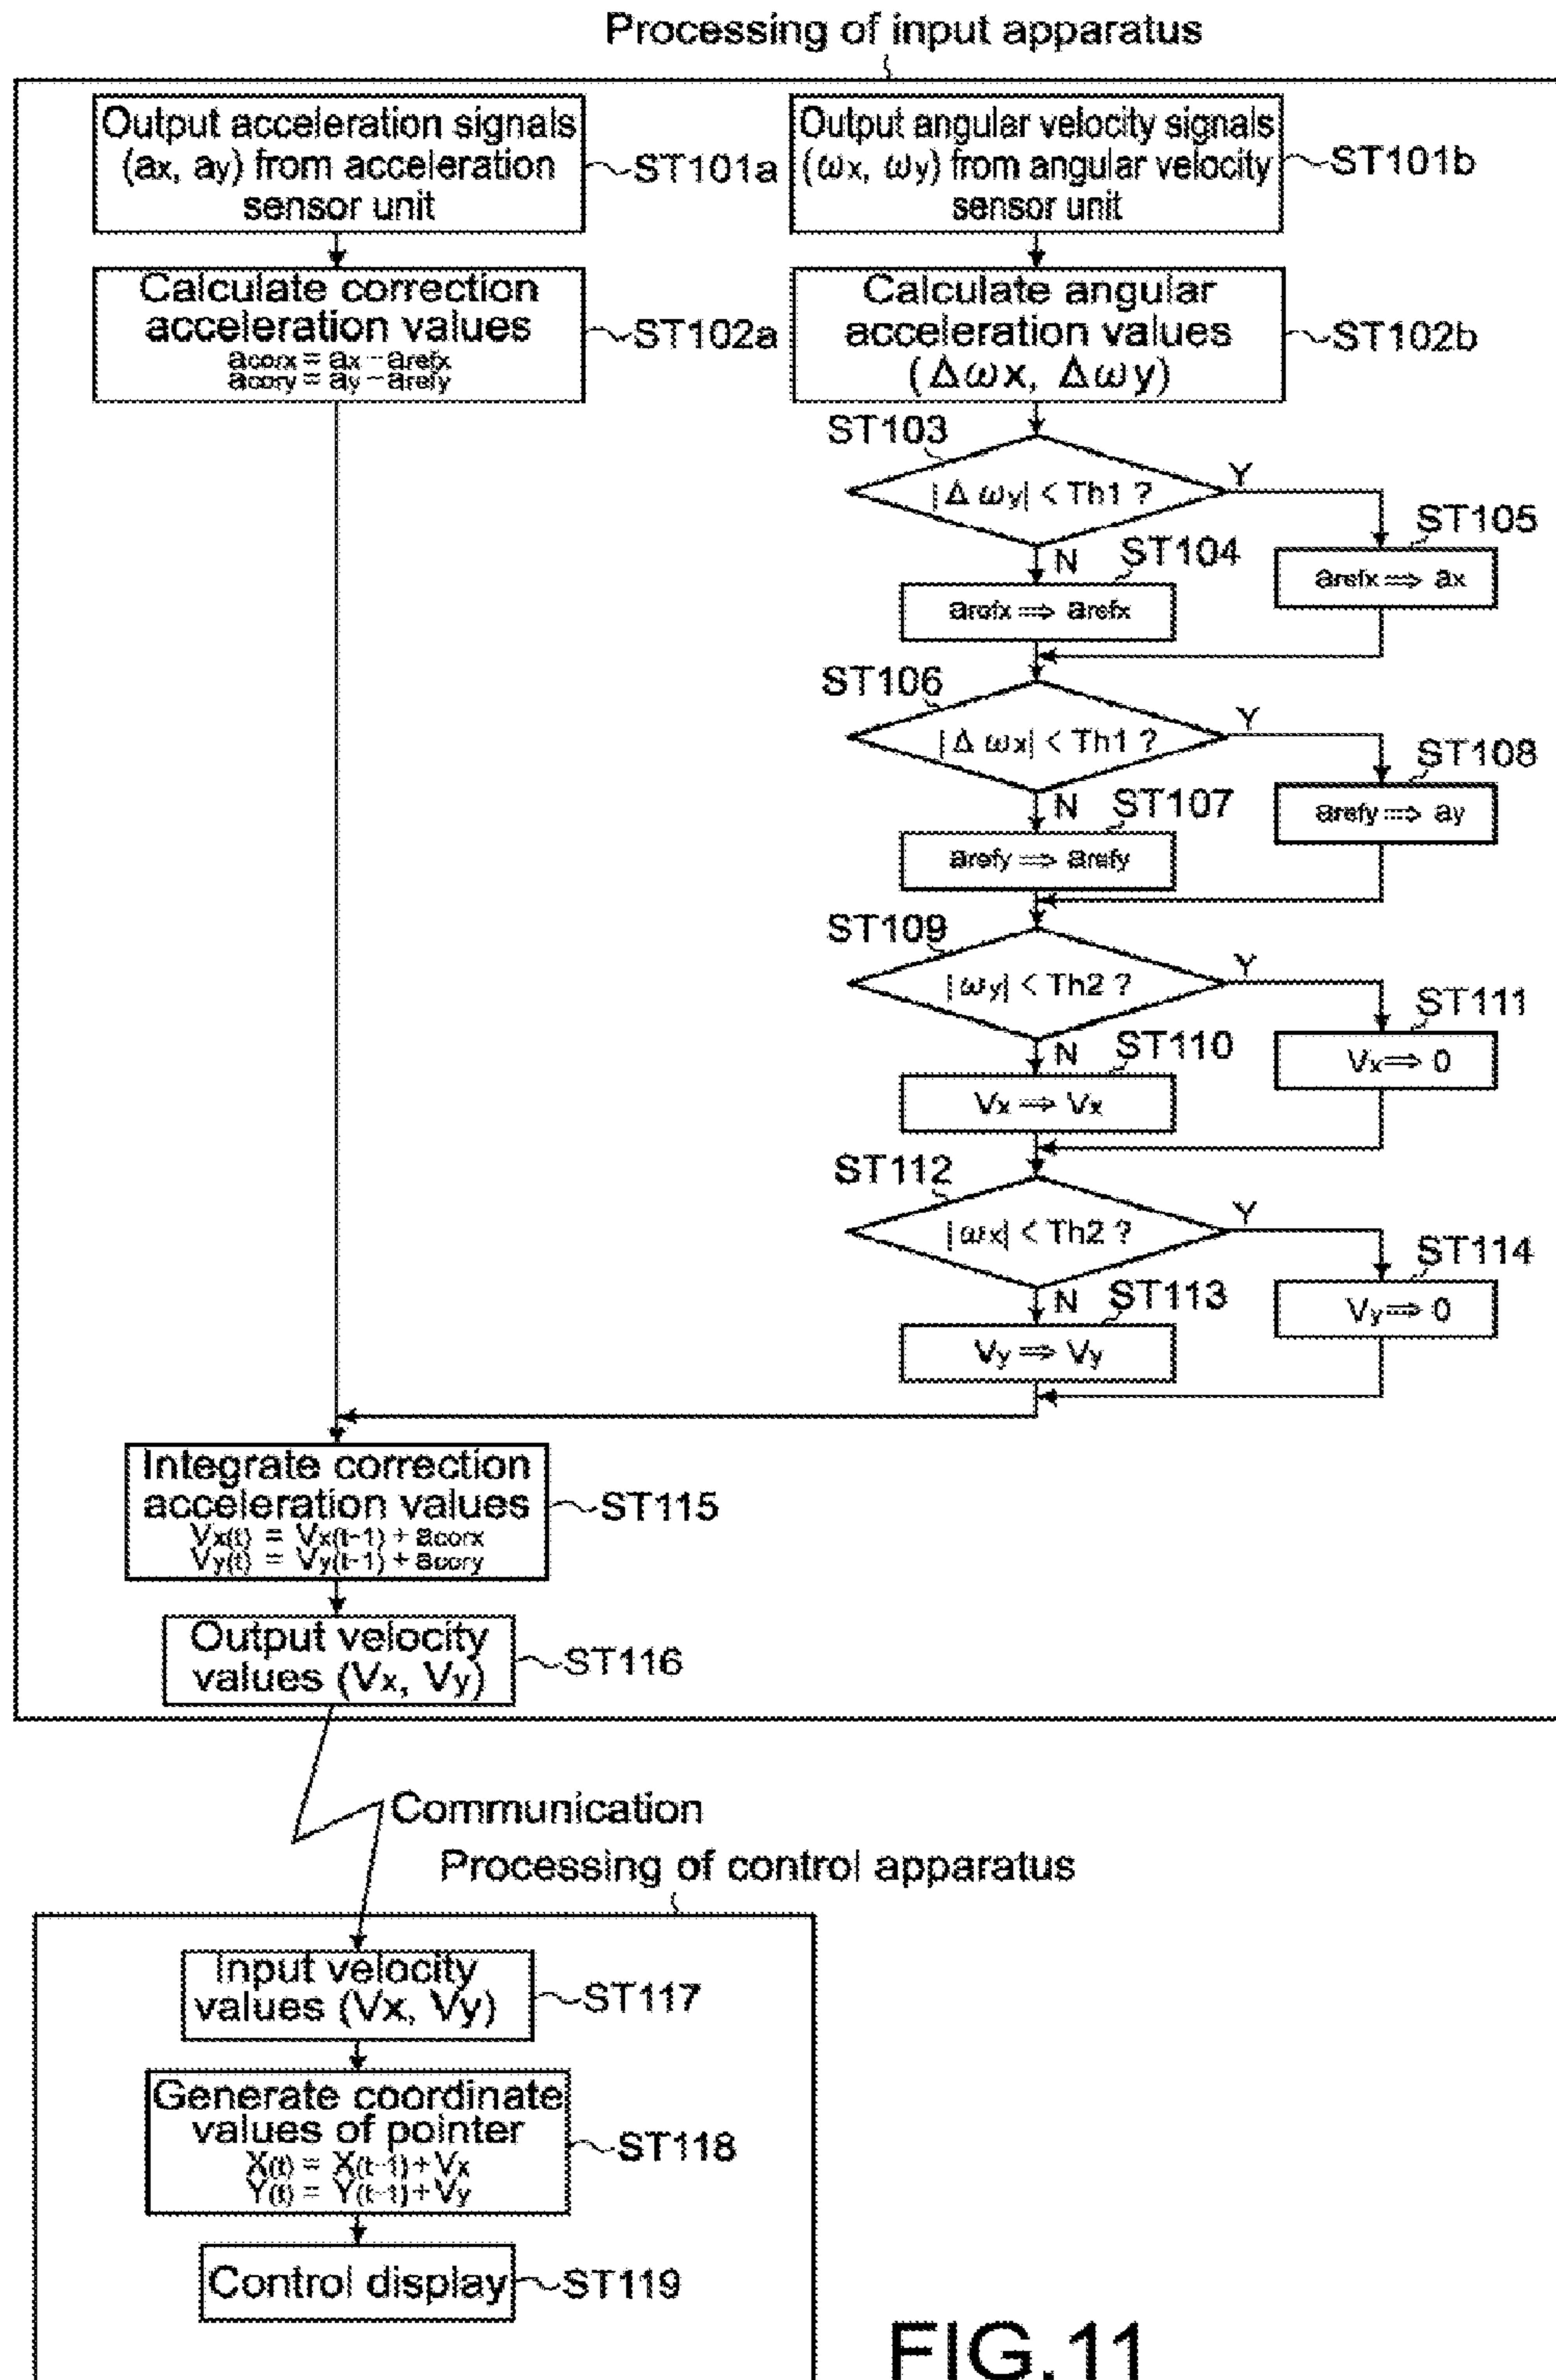 Processing of input apparatus
Output acceleration signals
(ax, ay) from acceleration
sensor unit
ST101a
Output angular velocity signals
(ωx, ωy) from angular velocity
sensor unit
ST101b
Calculate correction
acceleration values
acorx = ax - arefx
acory = ay - arefy
ST102a
Calculate angular
acceleration values
(Δωx, Δωy)
ST102b
ST103
|Δωy| < Th1 ?
Y
N
ST104
arefx ⇒ arefx
ST105
arefx ⇒ ax
ST106
|Δωx| < Th1 ?
Y
N
ST107
arefy ⇒ arefy
ST108
arefy ⇒ ay
ST109
|ωy| < Th2 ?
Y
N
ST110
Vx ⇒ Vx
ST111
Vx ⇒ 0
ST112
|ωx| < Th2 ?
Y
N
ST113
Vy ⇒ Vy
ST114
Vy ⇒ 0
Integrate correction
acceleration values
Vx(t) = Vx(t-1) + acorx
Vy(t) = Vy(t-1) + acory
ST115
Output velocity
values (Vx, Vy)
ST116
Communication
Processing of control apparatus
Input velocity
values (Vx, Vy)
ST117
Generate coordinate
values of pointer
X(t) = X(t-1) + Vx
Y(t) = Y(t-1) + Vy
ST118
Control display
ST119
FIG.11